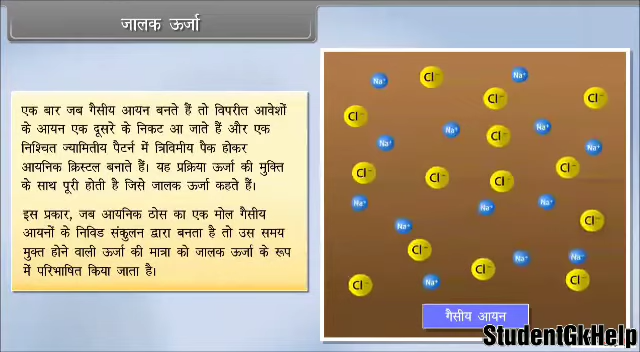 जालक ऊर्जा
एक बार जब गैसीय आयन बनते हैं तो विपरीत आवेशों
के आयन एक दूसरे के निकट आ जाते हैं और एक
निश्चित ज्यामितीय पैटर्न में त्रिविमीय पैक होकर
आयनिक क्रिस्टल बनाते हैं। यह प्रक्रिया ऊर्जा की मुक्ति
के साथ पूरी होती है जिसे जालक ऊर्जा कहते हैं।
इस प्रकार, जब आयनिक ठोस का एक मोल गैसीय
आयनों के निविड संकुलन द्वारा बनता है तो उस समय
मुक्त होने वाली ऊर्जा की मात्रा को जालक ऊर्जा के रूप
में परिभाषित किया जाता है।
Na⁺ Cl⁻ Na⁺
Cl⁻ Cl⁻
Cl⁻
Na⁺ Na⁺
Na⁺ Cl⁻ Na⁺
Cl⁻ Cl⁻ Cl⁻ Cl⁻
Na⁺ Na⁺ Na⁺
Na⁺ Cl⁻
Cl⁻ Na⁺ Na⁺
Cl⁻ Na⁺ Cl⁻ Cl⁻
गैसीय आयन
StudentGkHelp